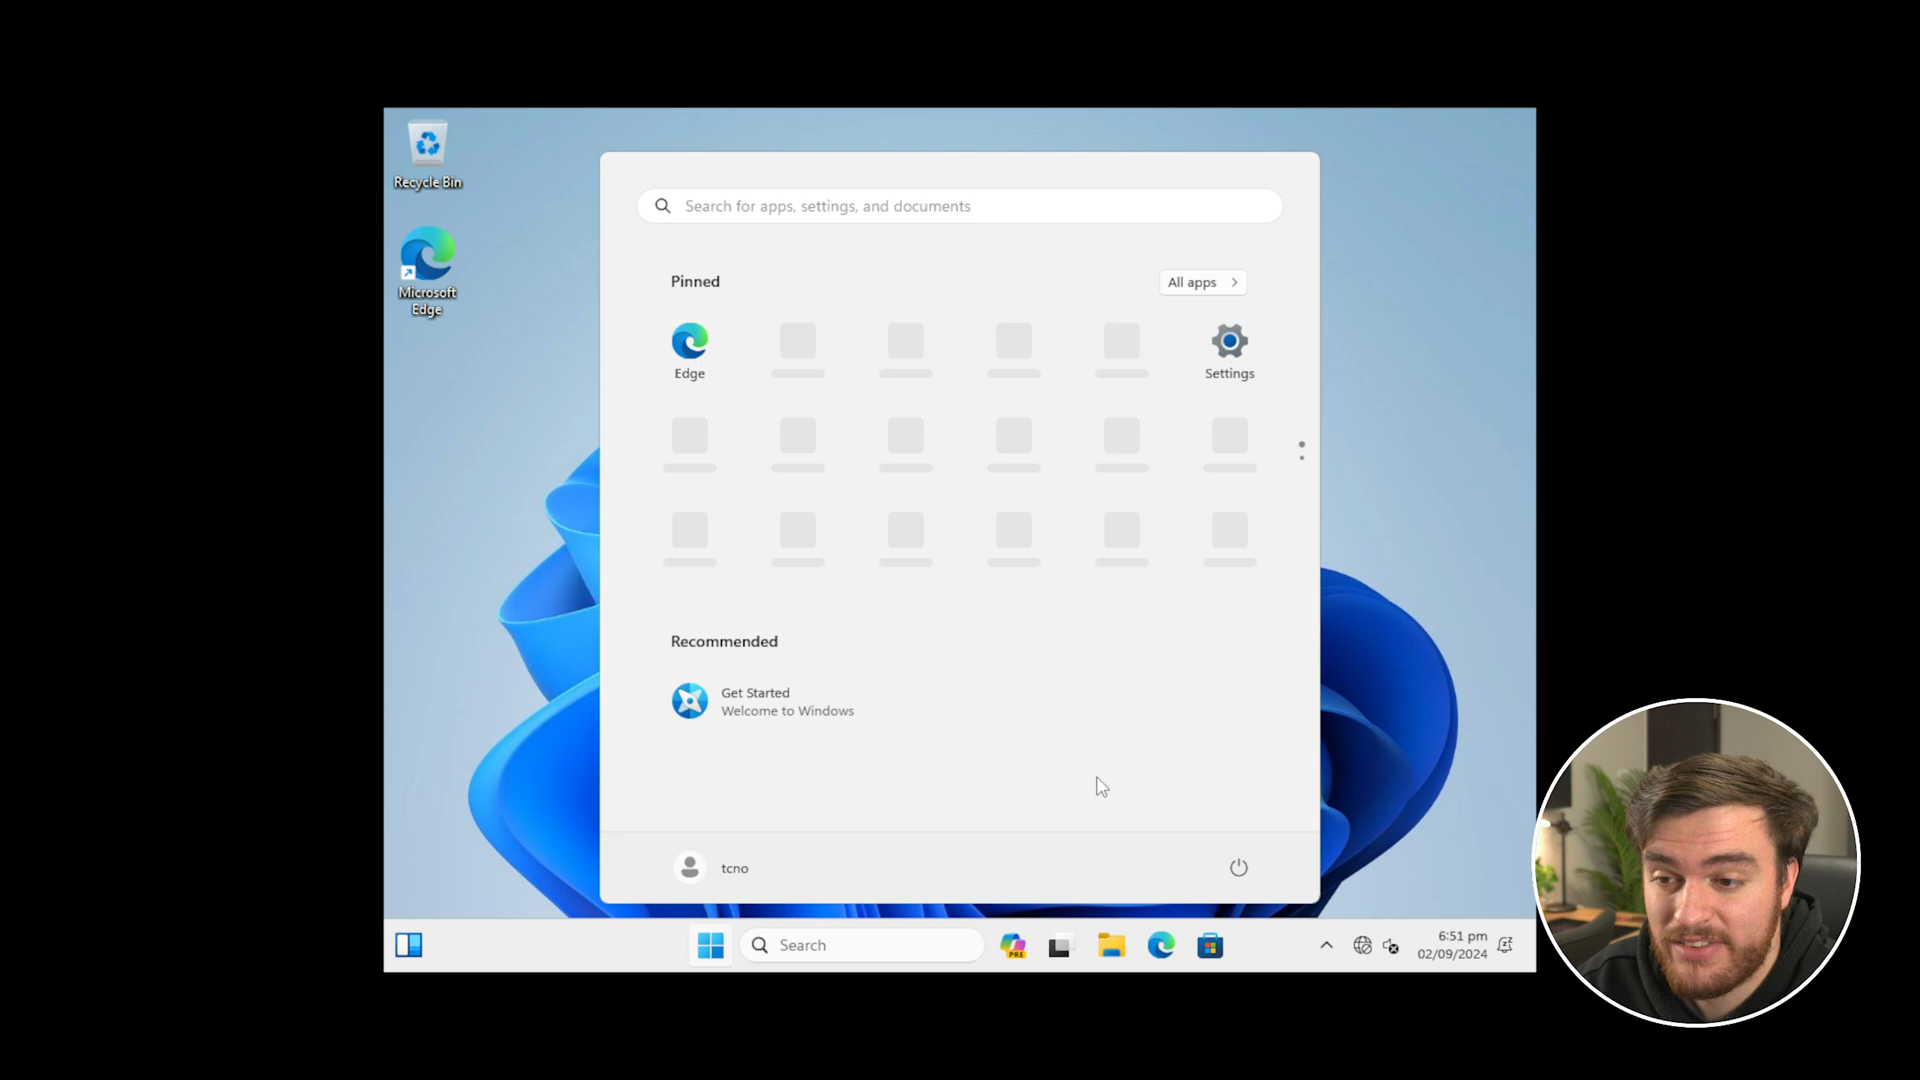 Recycle Bin
Microsoft
Edge
Search for apps, settings, and documents
Pinned
All apps
Edge
Settings
Recommended
Get Started
Welcome to Windows
tcno
Search
PRE
6:51 pm
02/09/2024